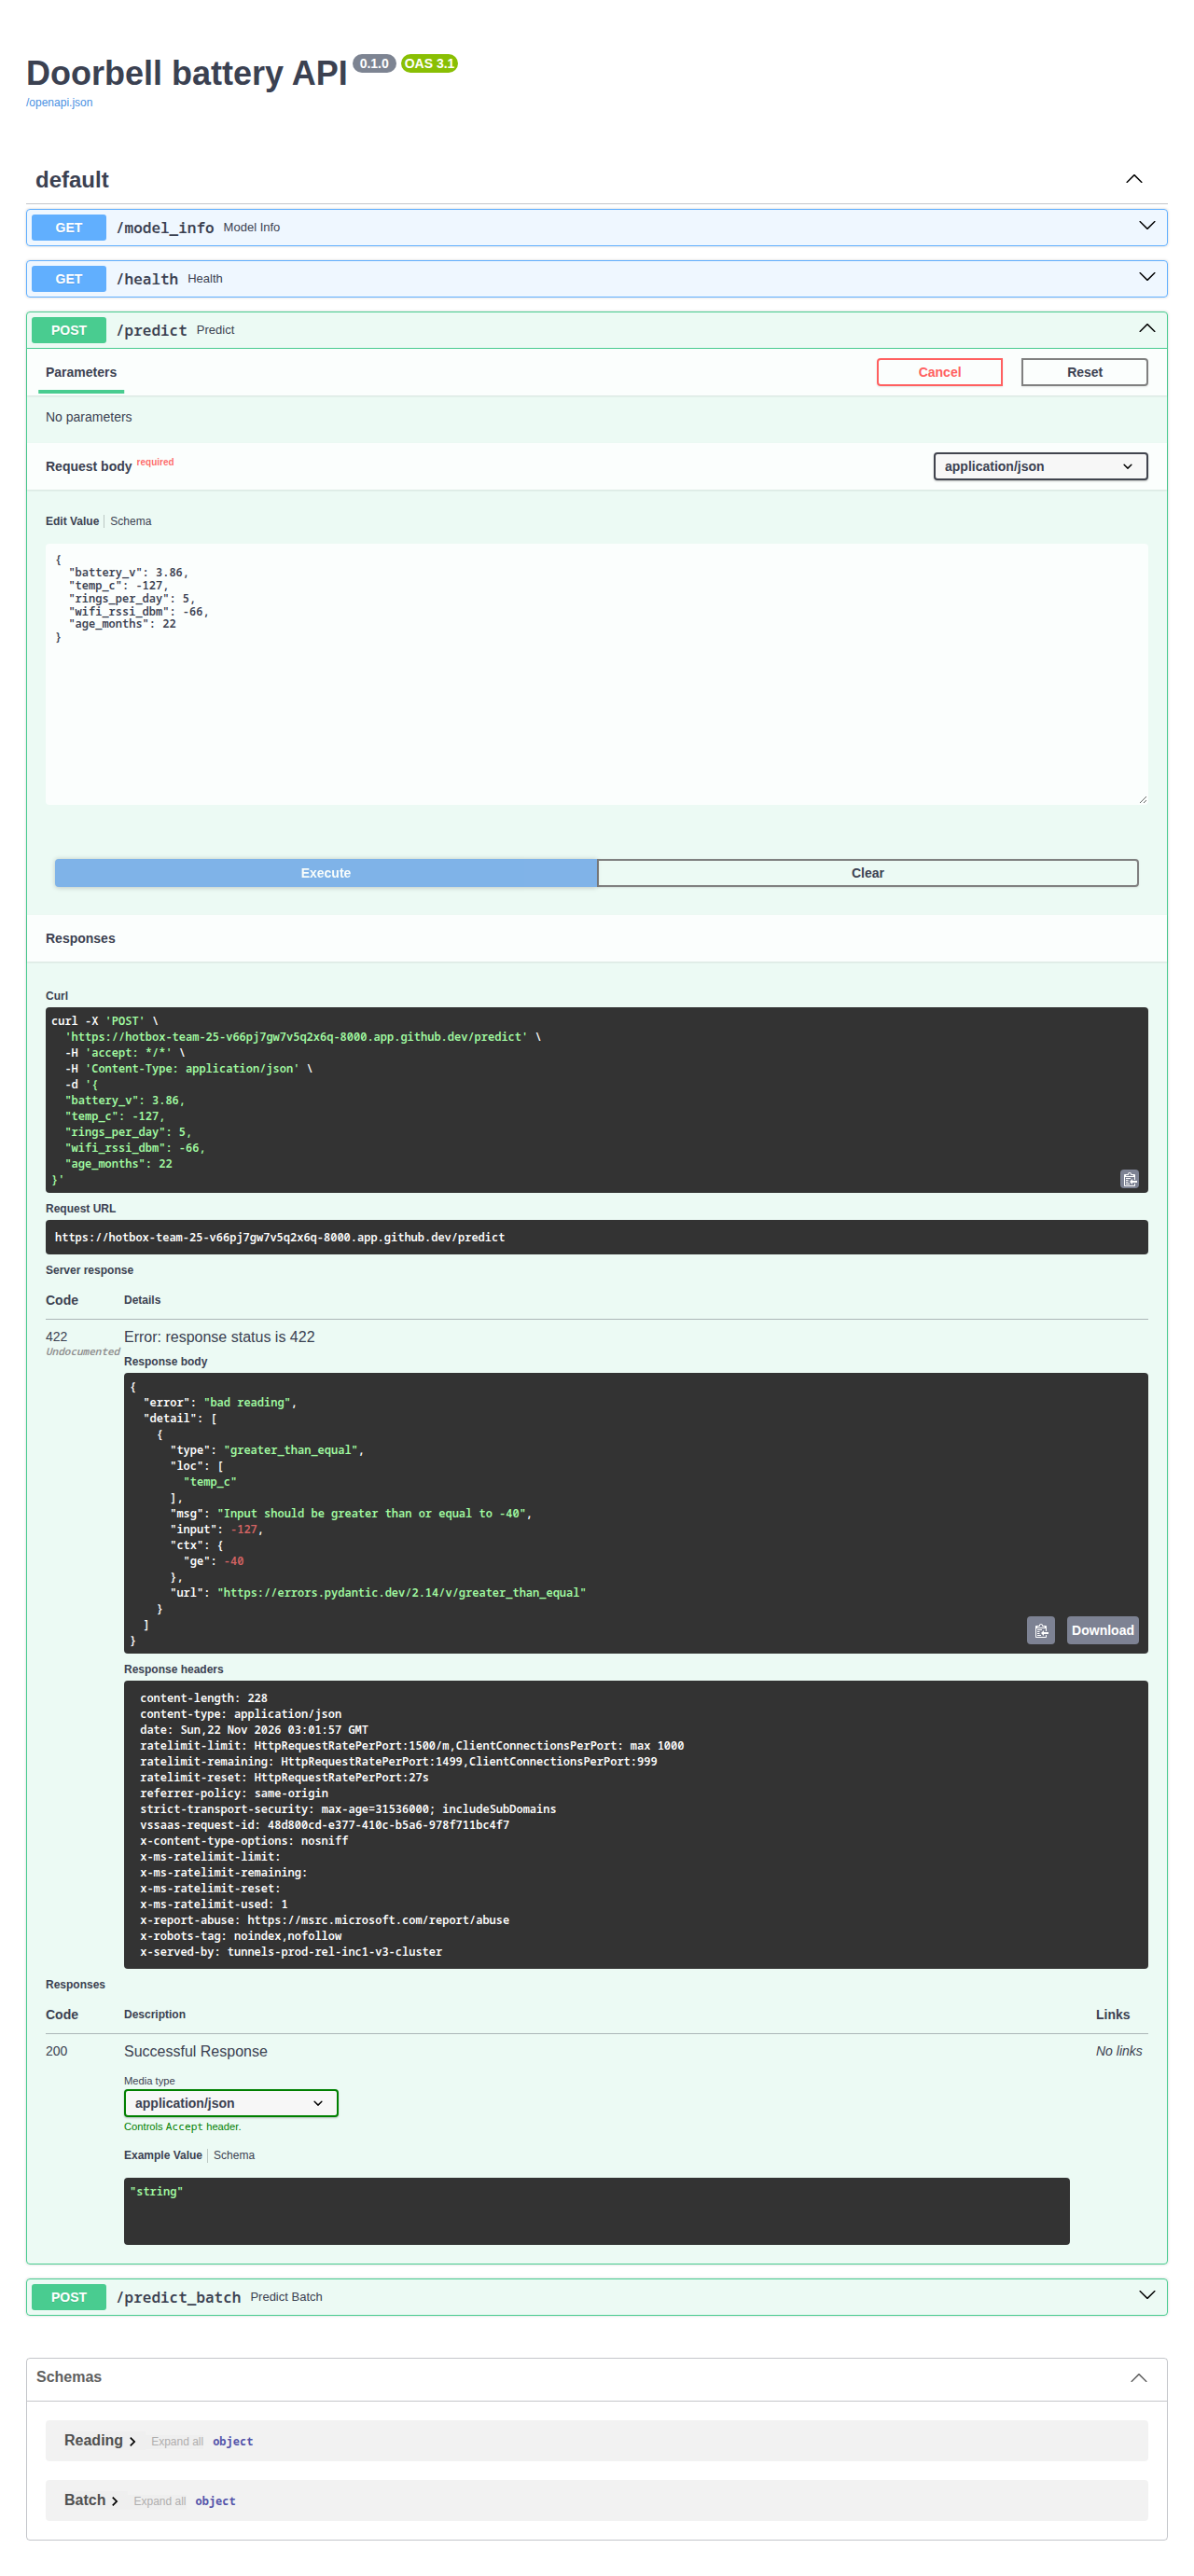 Doorbell battery API 0.1.0 OAS 3.1
/openapi.json
default
GET /model_info Model Info
GET /health Health
POST /predict Predict
Parameters Cancel Reset
No parameters
Request body required application/json
Edit Value Schema
{
  "battery_v": 3.86,
  "temp_c": -127,
  "rings_per_day": 5,
  "wifi_rssi_dbm": -66,
  "age_months": 22
}
Execute Clear
Responses
Curl
curl -X 'POST' \
  'https://hotbox-team-25-v66pj7gw7v5q2x6q-8000.app.github.dev/predict' \
  -H 'accept: */*' \
  -H 'Content-Type: application/json' \
  -d '{
  "battery_v": 3.86,
  "temp_c": -127,
  "rings_per_day": 5,
  "wifi_rssi_dbm": -66,
  "age_months": 22
}'
Request URL
https://hotbox-team-25-v66pj7gw7v5q2x6q-8000.app.github.dev/predict
Server response
Code Details
422 Error: response status is 422
Undocumented
Response body
{
  "error": "bad reading",
  "detail": [
    {
      "type": "greater_than_equal",
      "loc": [
        "temp_c"
      ],
      "msg": "Input should be greater than or equal to -40",
      "input": -127,
      "ctx": {
        "ge": -40
      },
      "url": "https://errors.pydantic.dev/2.14/v/greater_than_equal"
    }
  ]
}
Download
Response headers
content-length: 228
content-type: application/json
date: Sun,22 Nov 2026 03:01:57 GMT
ratelimit-limit: HttpRequestRatePerPort:1500/m,ClientConnectionsPerPort: max 1000
ratelimit-remaining: HttpRequestRatePerPort:1499,ClientConnectionsPerPort:999
ratelimit-reset: HttpRequestRatePerPort:27s
referrer-policy: same-origin
strict-transport-security: max-age=31536000; includeSubDomains
vssaas-request-id: 48d800cd-e377-410c-b5a6-978f711bc4f7
x-content-type-options: nosniff
x-ms-ratelimit-limit:
x-ms-ratelimit-remaining:
x-ms-ratelimit-reset:
x-ms-ratelimit-used: 1
x-report-abuse: https://msrc.microsoft.com/report/abuse
x-robots-tag: noindex,nofollow
x-served-by: tunnels-prod-rel-inc1-v3-cluster
Responses
Code Description Links
200 Successful Response No links
Media type
application/json
Controls Accept header.
Example Value Schema
"string"
POST /predict_batch Predict Batch
Schemas
Reading Expand all object
Batch Expand all object